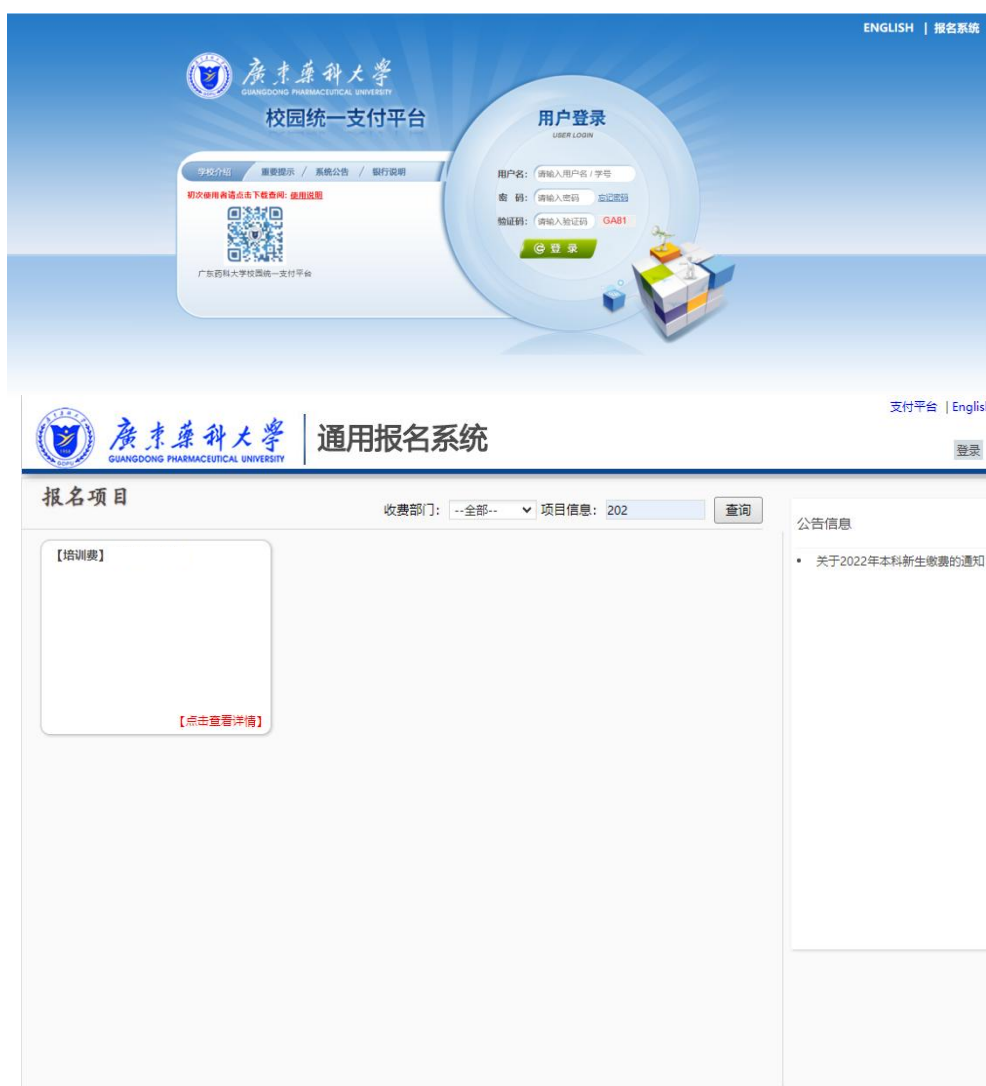 ENGLISH | 报名系统
廣東藥科大學
GUANGDONG PHARMACEUTICAL UNIVERSITY
校园统一支付平台
用户登录
USER LOGIN
学校介绍 / 重要提示 / 系统公告 / 银行说明
初次使用者请点击下载查阅: 使用说明
广东药科大学校园统一支付平台
用户名: 请输入用户名 / 学号
密 码: 请输入密码 忘记密码
验证码: 请输入验证码 GA81
登 录
支付平台 | Englis
廣東藥科大學
GUANGDONG PHARMACEUTICAL UNIVERSITY
通用报名系统
登录
报名项目
收费部门: --全部-- 项目信息: 202 查询
公告信息
【培训费】
• 关于2022年本科新生缴费的通知
【点击查看详情】